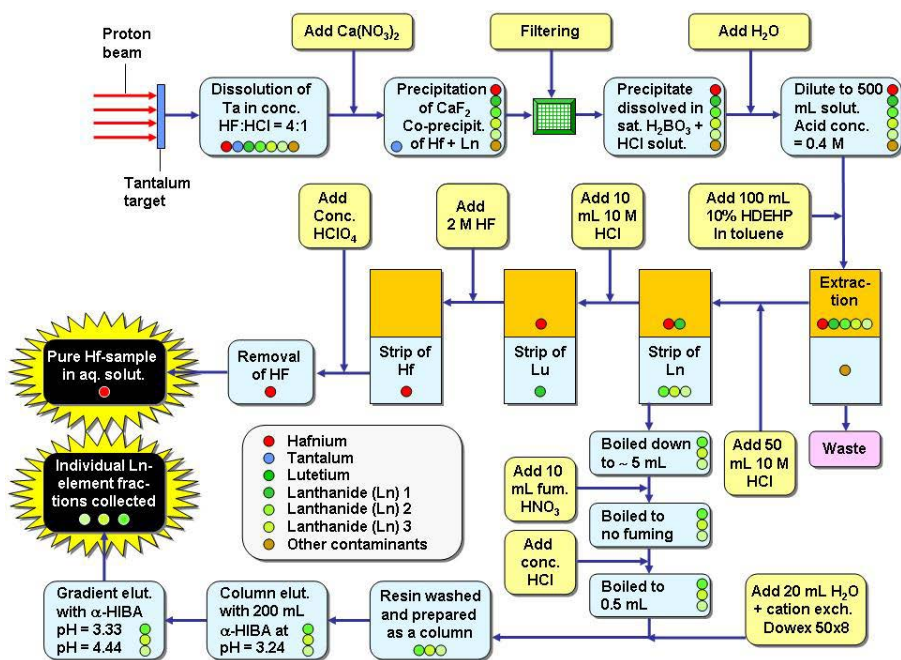 Proton
beam
Tantalum
target
Add Ca(NO₃)₂
Filtering
Add H₂O
Dissolution of
Ta in conc.
HF:HCl = 4:1
Precipitation
of CaF₂
Co-precipit.
of Hf + Ln
Precipitate
dissolved in
sat. H₂BO₃ +
HCl solut.
Dilute to 500
mL solut.
Acid conc.
= 0.4 M
Add
Conc.
HClO₄
Add
2 M HF
Add 10
mL 10 M
HCl
Add 100 mL
10% HDEHP
In toluene
Extrac-
tion
Strip of
Ln
Strip of
Lu
Strip of
Hf
Removal
of HF
Pure Hf-sample
in aq. solut.
Waste
Add 50
mL 10 M
HCl
Boiled down
to ~ 5 mL
Add 10
mL fum.
HNO₃
Boiled to
no fuming
Add
conc.
HCl
Boiled to
0.5 mL
Add 20 mL H₂O
+ cation exch.
Dowex 50x8
Hafnium
Tantalum
Lutetium
Lanthanide (Ln) 1
Lanthanide (Ln) 2
Lanthanide (Ln) 3
Other contaminants
Individual Ln-
element frac-
tions collected
Gradient elut.
with α-HIBA
pH = 3.33
pH = 4.44
Column elut.
with 200 mL
α-HIBA at
pH = 3.24
Resin washed
and prepared
as a column